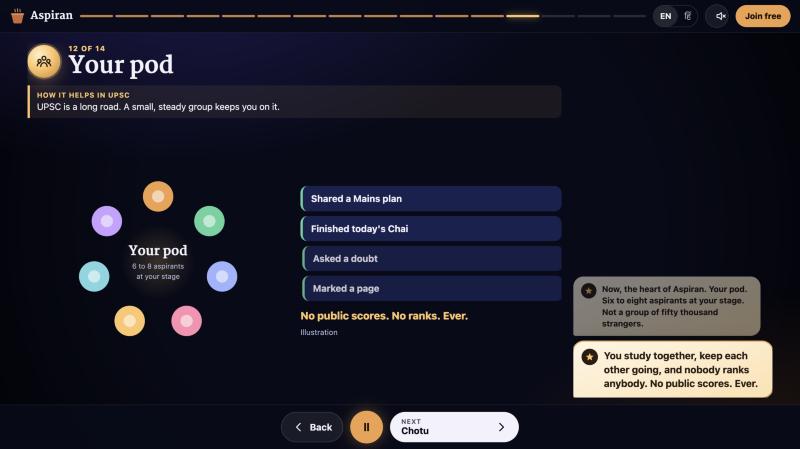 Aspiran
EN
हिं
Join free
12 OF 14
Your pod
HOW IT HELPS IN UPSC
UPSC is a long road. A small, steady group keeps you on it.
Your pod
6 to 8 aspirants
at your stage
Shared a Mains plan
Finished today's Chai
Asked a doubt
Marked a page
No public scores. No ranks. Ever.
Illustration
Now, the heart of Aspiran. Your pod.
Six to eight aspirants at your stage.
Not a group of fifty thousand
strangers.
You study together, keep each
other going, and nobody ranks
anybody. No public scores. Ever.
Back
NEXT
Chotu